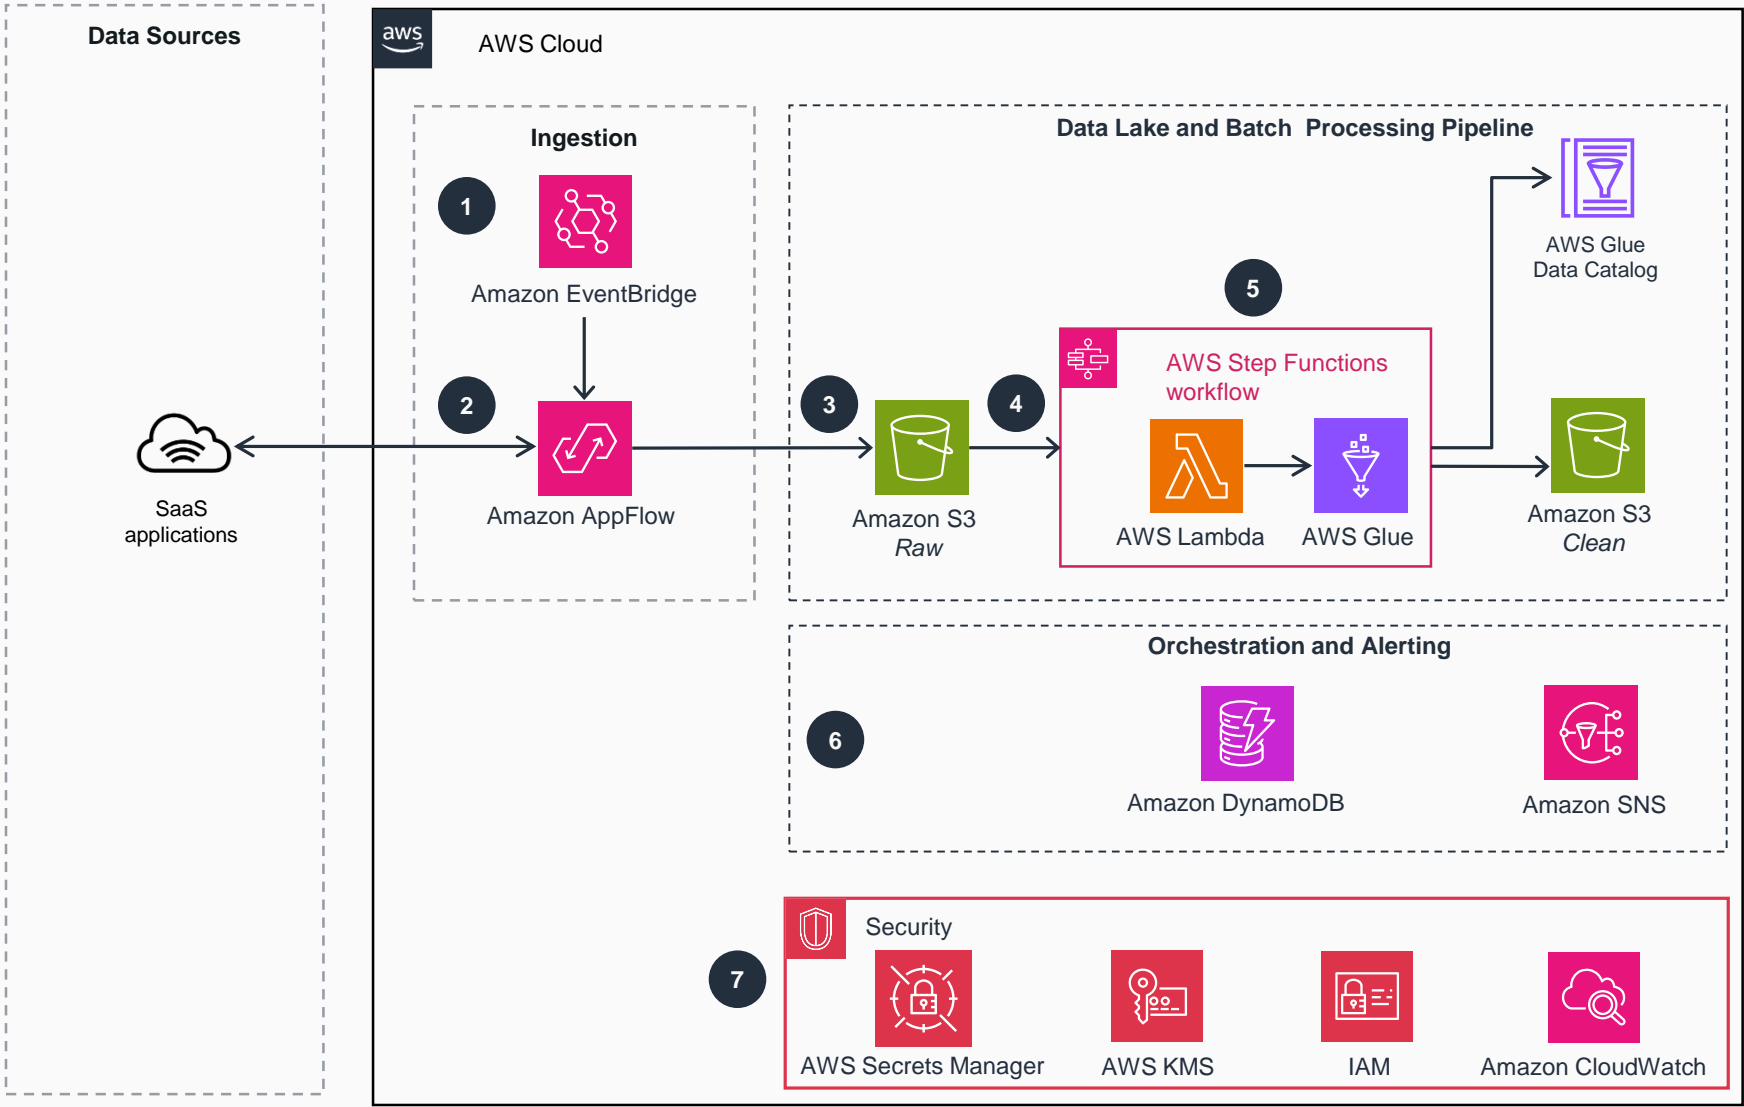 Data Sources
aws
AWS Cloud
Ingestion
Data Lake and Batch  Processing Pipeline
1
Amazon EventBridge
AWS Glue
Data Catalog
5
2
3
4
AWS Step Functions
workflow
SaaS
applications
Amazon AppFlow
Amazon S3
Raw
AWS Lambda
AWS Glue
Amazon S3
Clean
Orchestration and Alerting
6
Amazon DynamoDB
Amazon SNS
7
Security
AWS Secrets Manager
AWS KMS
IAM
Amazon CloudWatch